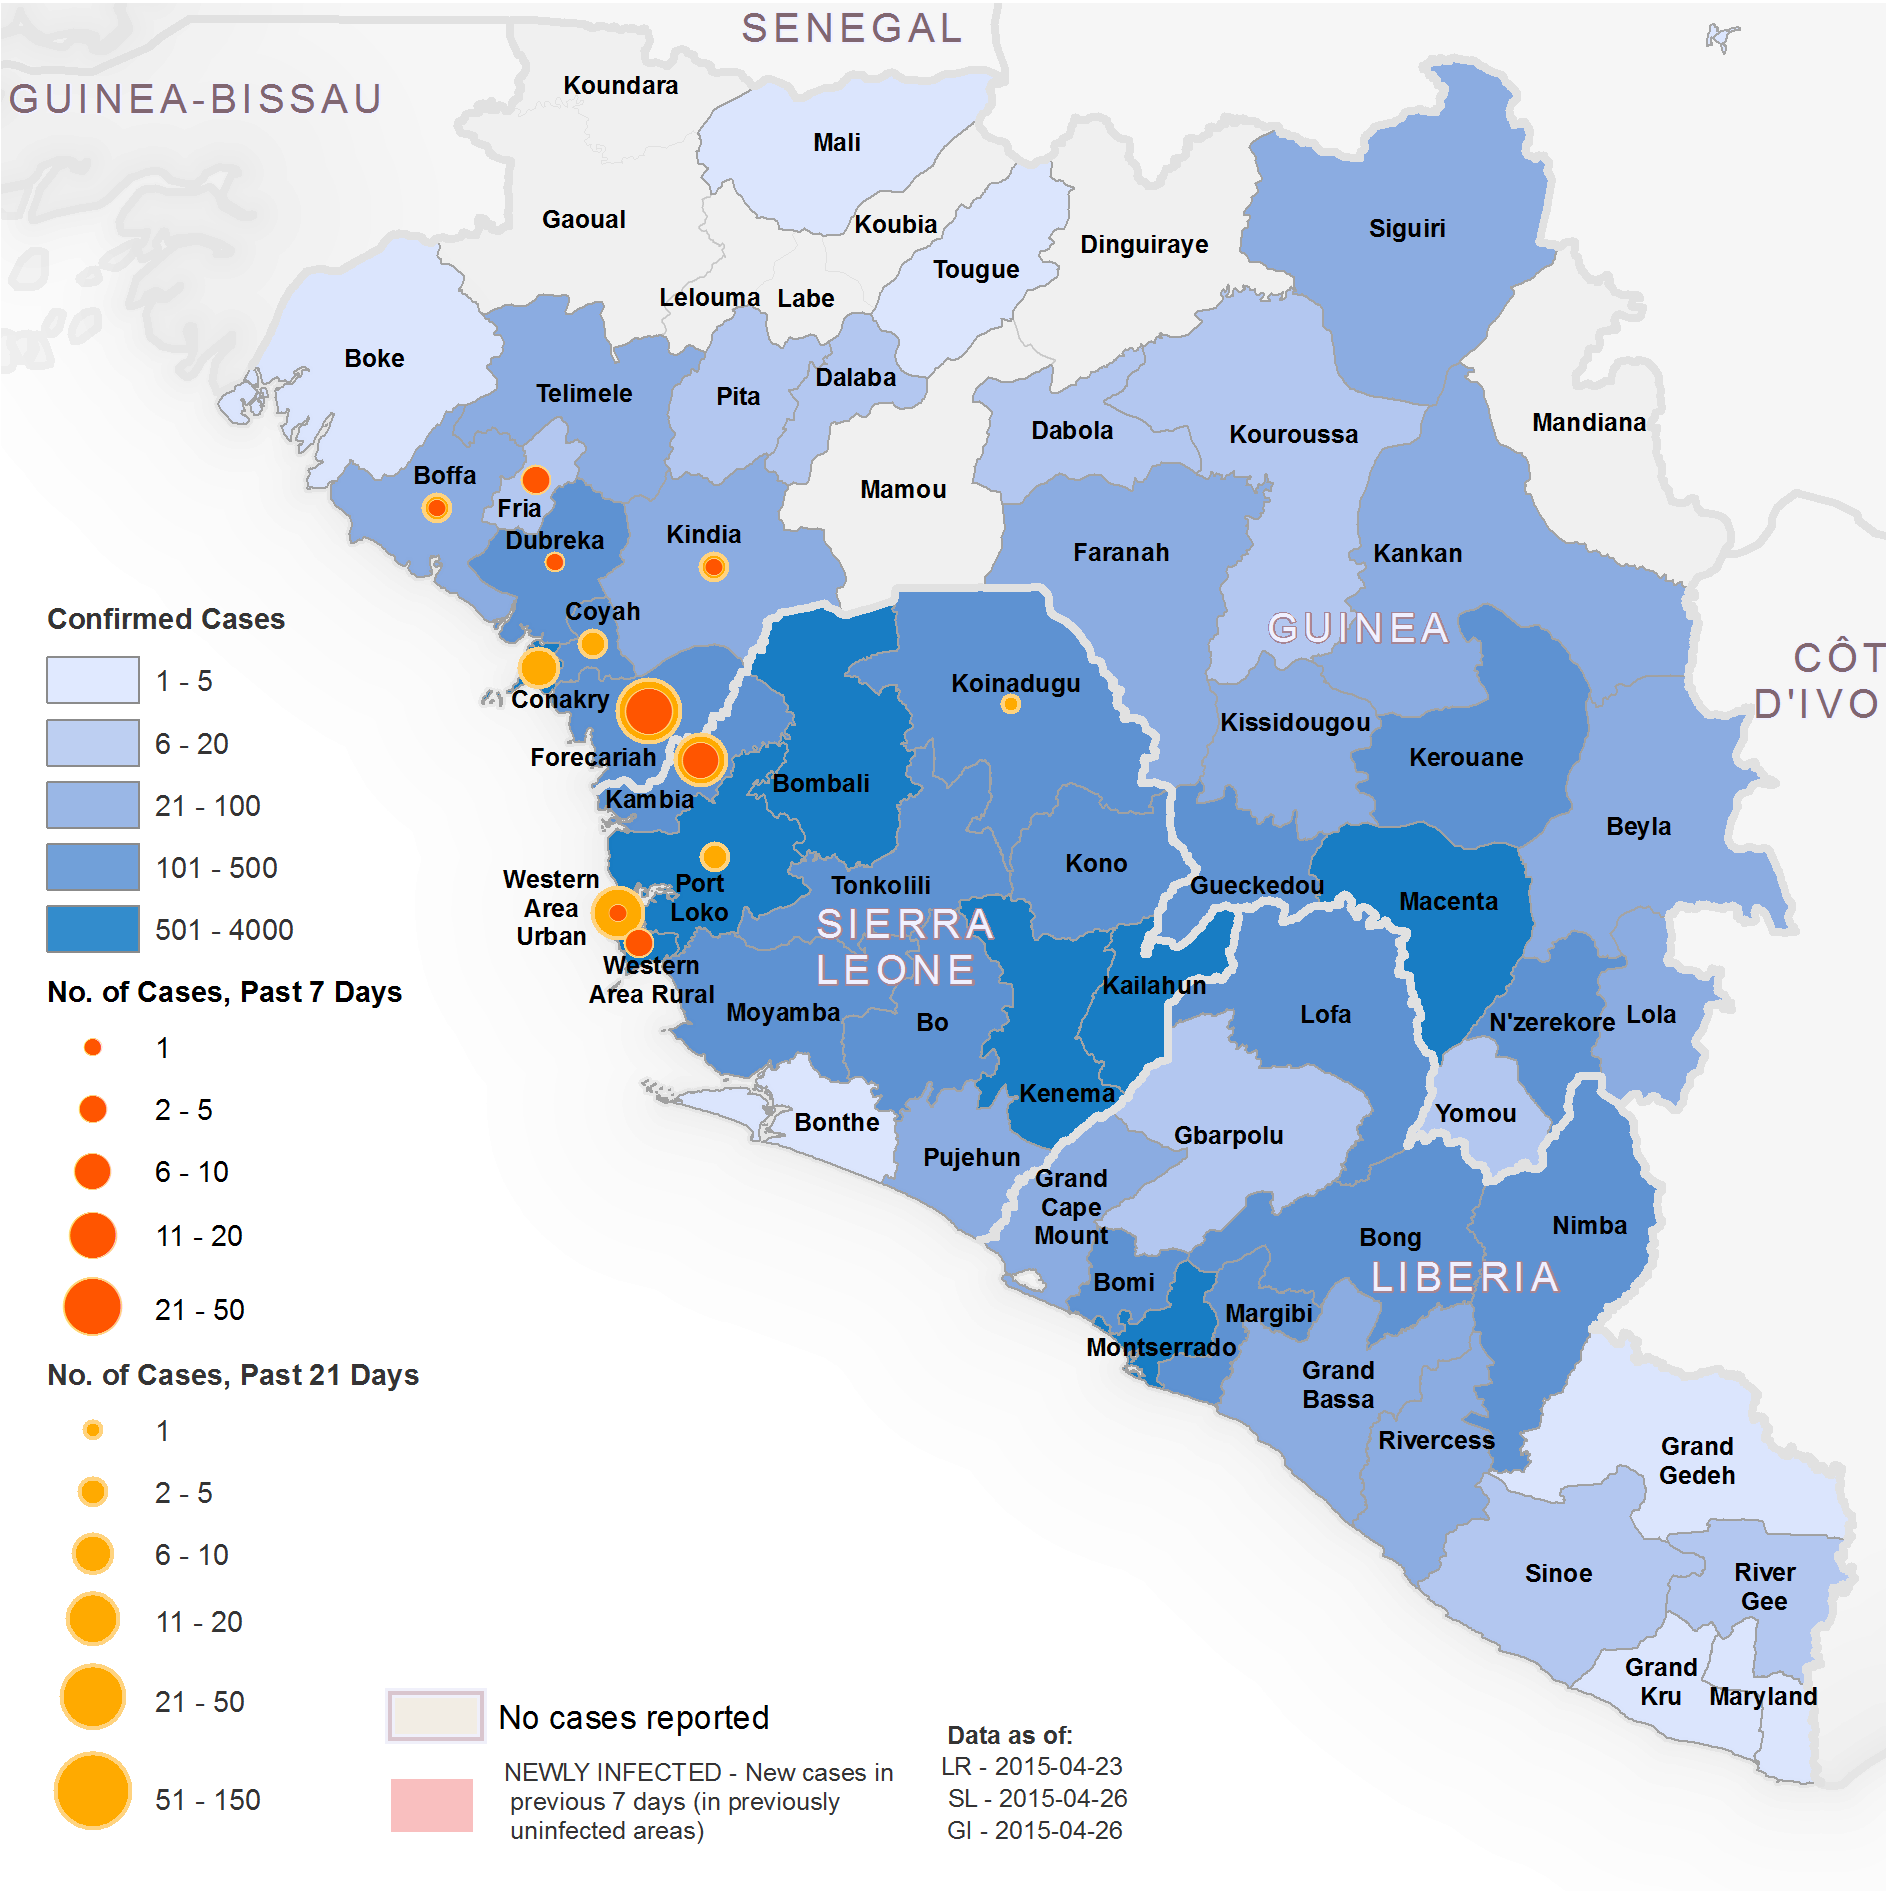 SENEGAL
GUINEA-BISSAU
Koundara
Mali
Gaoual
Koubia
Siguiri
Dinguiraye
Tougue
Lelouma
Labe
Boke
Dalaba
Telimele
Pita
Mandiana
Dabola
Kouroussa
Boffa
Mamou
Fria
Kindia
Dubreka
Faranah
Kankan
Coyah
GUINEA
CÔT
D'IVO
Koinadugu
Conakry
Kissidougou
Forecariah
Kerouane
Bombali
Kambia
Beyla
Kono
Western
Area
Urban
Port
Loko
Tonkolili
Gueckedou
Macenta
SIERRA
LEONE
Western
Area Rural
Kailahun
Moyamba
Bo
Lofa
N'zerekore
Lola
Kenema
Bonthe
Gbarpolu
Yomou
Pujehun
Grand
Cape
Mount
Bong
Nimba
LIBERIA
Bomi
Margibi
Montserrado
Grand
Bassa
Rivercess
Grand
Gedeh
Sinoe
River
Gee
Grand
Kru
Maryland
Confirmed Cases
1 - 5
6 - 20
21 - 100
101 - 500
501 - 4000
No. of Cases, Past 7 Days
1
2 - 5
6 - 10
11 - 20
21 - 50
No. of Cases, Past 21 Days
1
2 - 5
6 - 10
11 - 20
21 - 50
51 - 150
No cases reported
NEWLY INFECTED - New cases in
previous 7 days (in previously
uninfected areas)
Data as of:
LR - 2015-04-23
SL - 2015-04-26
GI - 2015-04-26